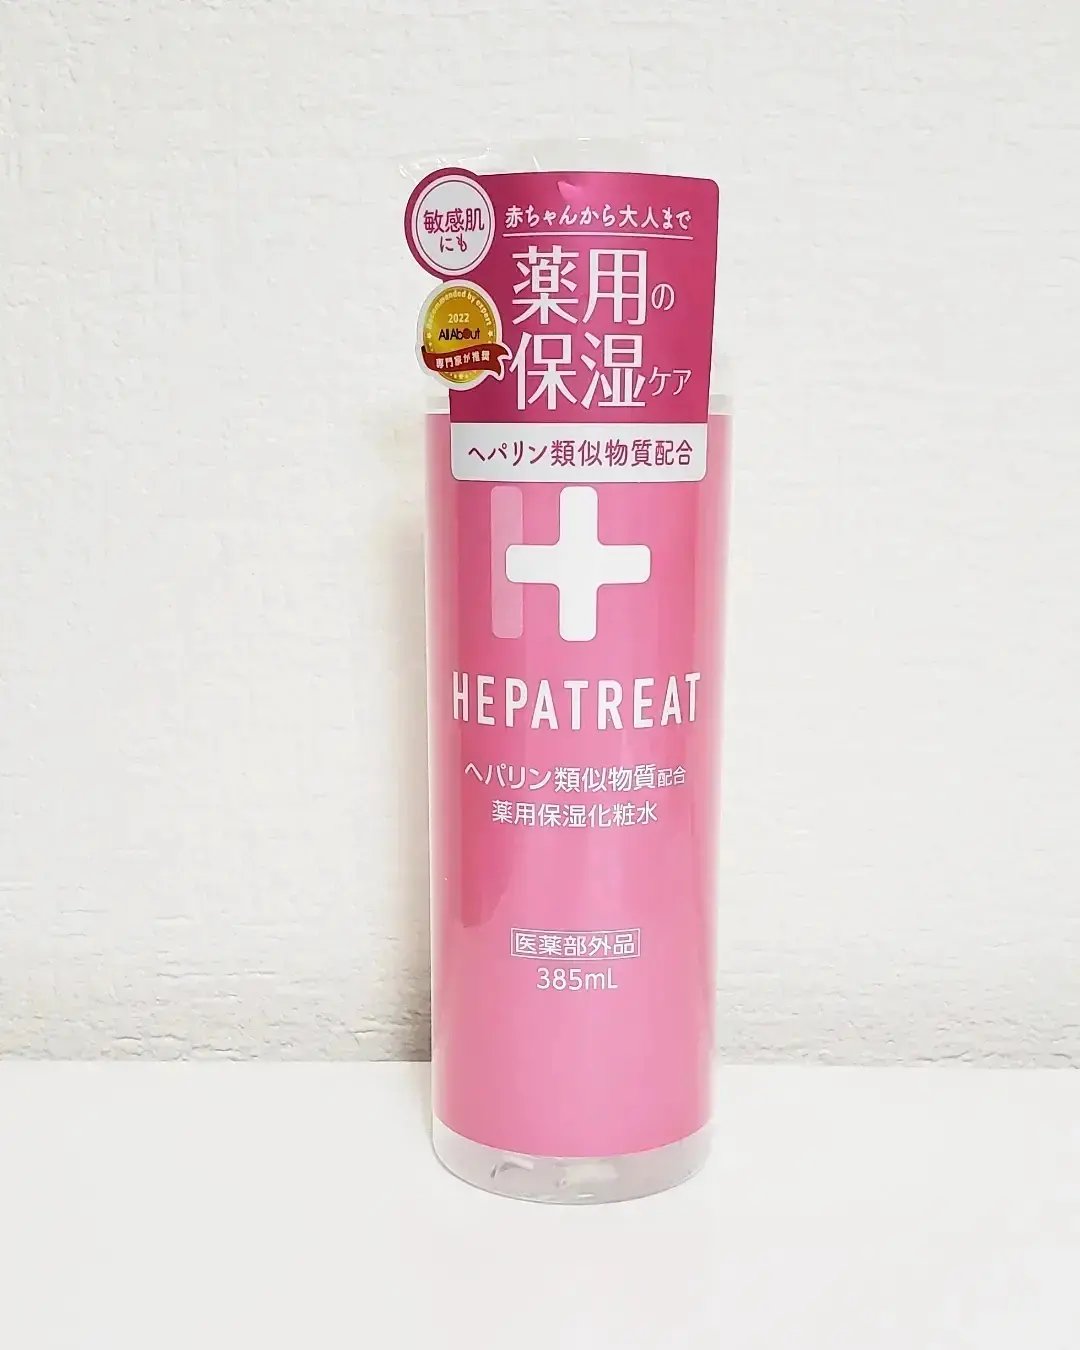 敏感肌
にも
赤ちゃんから大人まで
薬用の
保湿ケア
Recommended by expert
2022
AllAbout
専門家が推奨
ヘパリン類似物質配合
HEPATREAT
ヘパリン類似物質配合
薬用保湿化粧水
医薬部外品
385mL